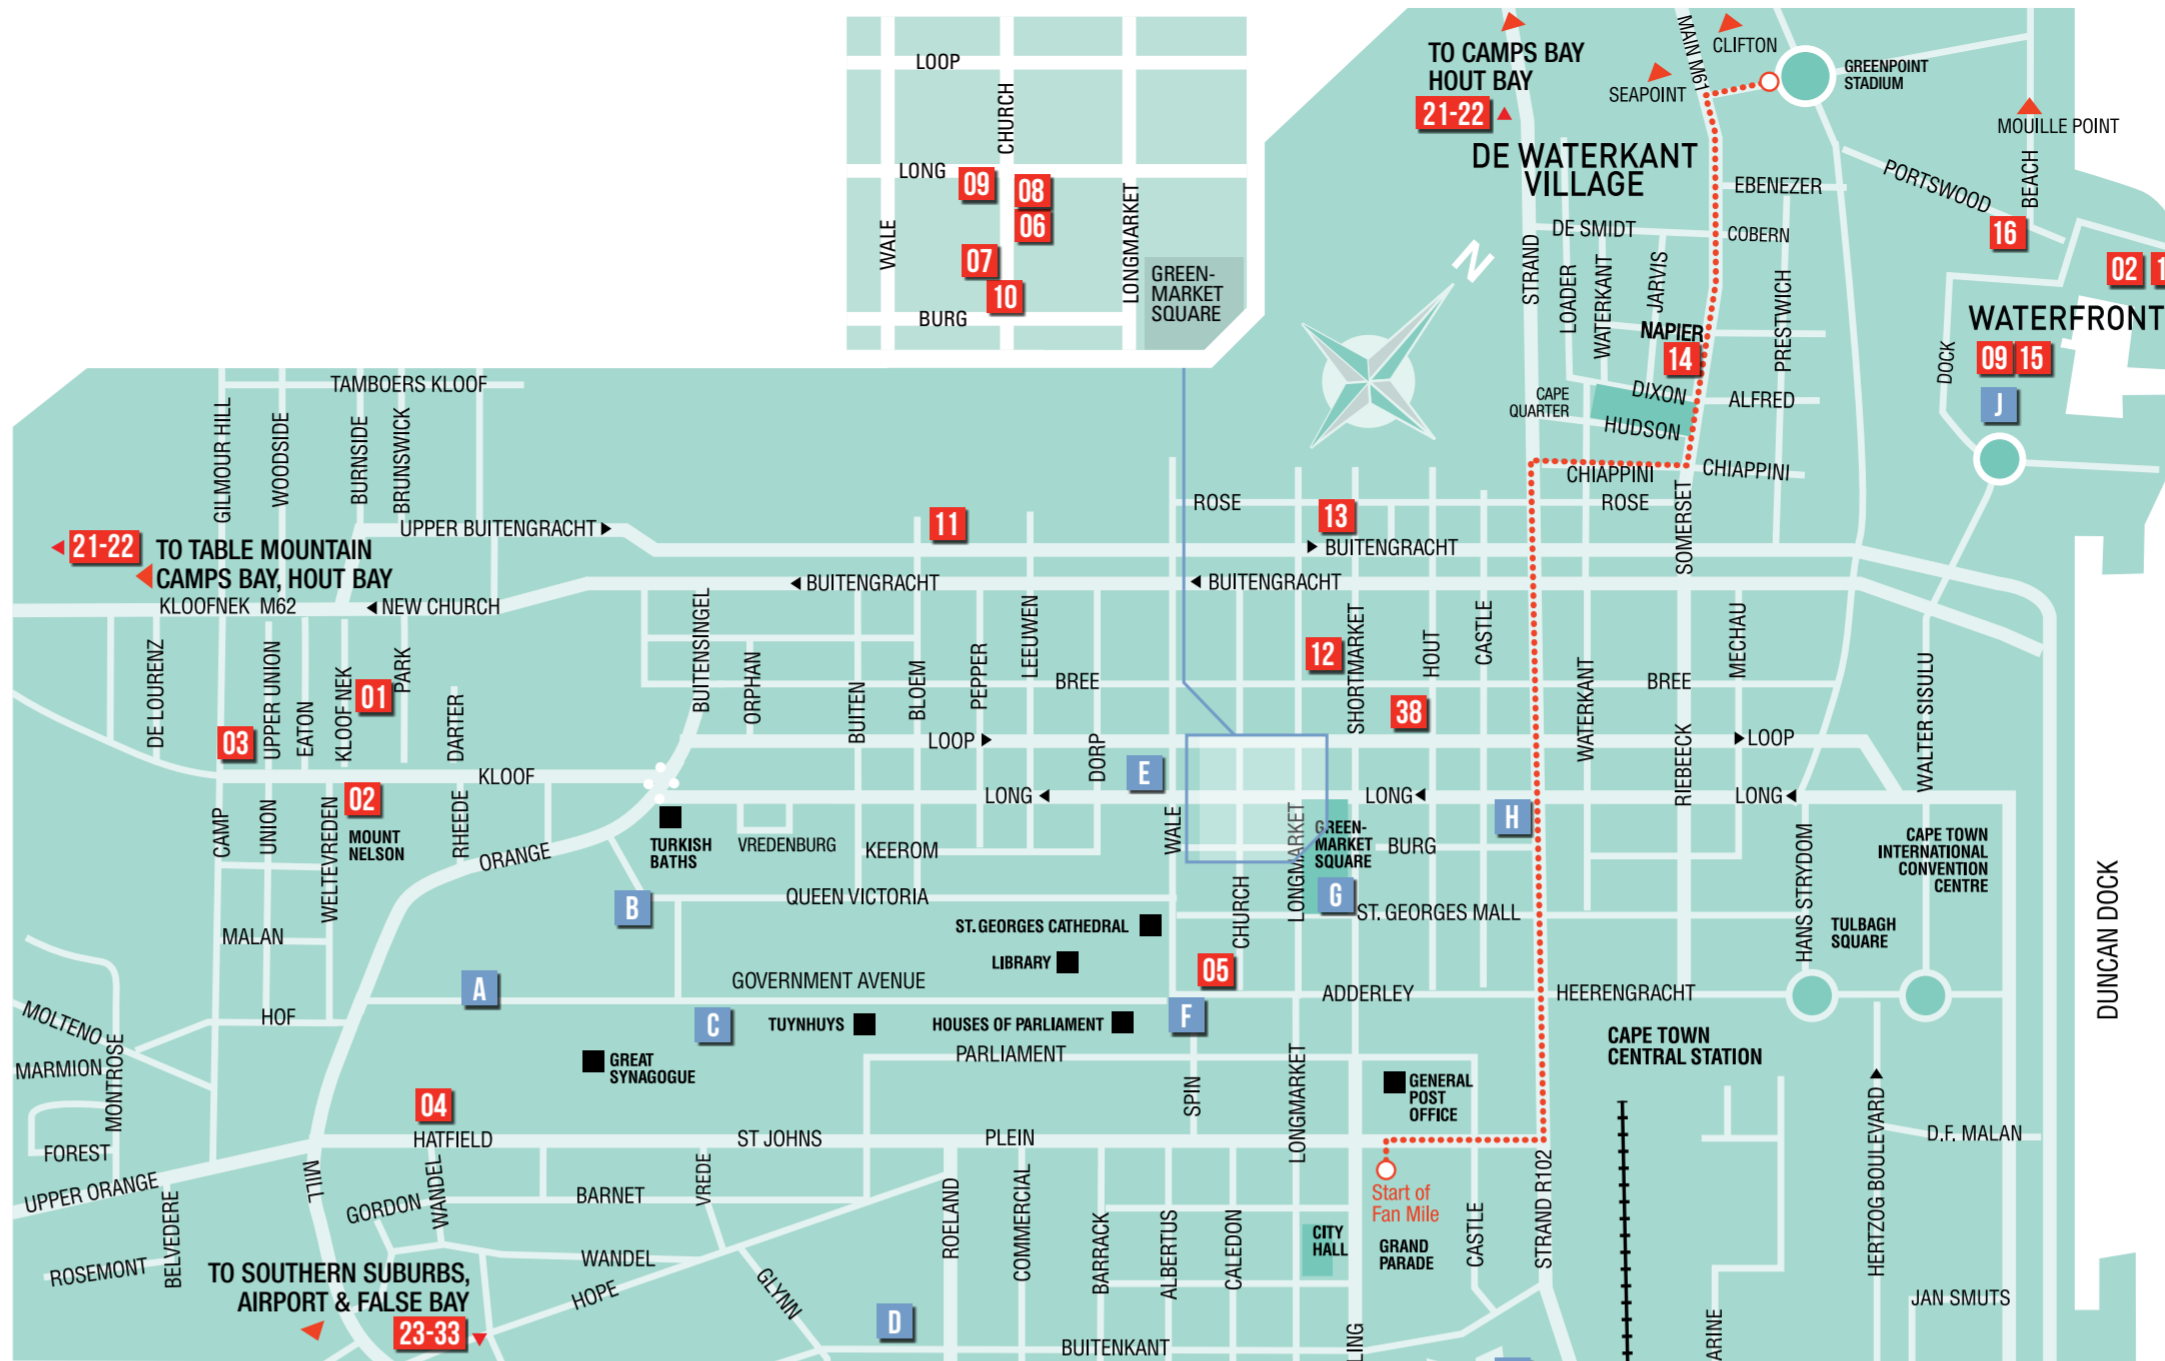 LOOP
CHURCH
LONG
09
08
06
WALE
LONGMARKET
07
10
GREEN-
MARKET
SQUARE
BURG
TO CAMPS BAY
HOUT BAY
21-22
MAIN M61
CLIFTON
SEAPOINT
GREENPOINT
STADIUM
MOUILLE POINT
DE WATERKANT
VILLAGE
EBENEZER
PORTSWOOD
BEACH
16
DE SMIDT
COBERN
N
STRAND
LOADER
WATERKANT
JARVIS
NAPIER
14
PRESTWICH
02
WATERFRONT
09
15
J
DOCK
DIXON
CAPE
QUARTER
HUDSON
ALFRED
CHIAPPINI
CHIAPPINI
TAMBOERS KLOOF
GILMOUR HILL
WOODSIDE
BURNSIDE
BRUNSWICK
UPPER BUITENGRACHT
11
ROSE
13
ROSE
SOMERSET
21-22
TO TABLE MOUNTAIN
CAMPS BAY, HOUT BAY
BUITENGRACHT
KLOOFNEK M62
NEW CHURCH
BUITENGRACHT
BUITENGRACHT
DE LOURENZ
UPPER UNION
EATON
KLOOF NEK
01
PARK
DARTER
03
BUITENSINGEL
ORPHAN
BUITEN
BLOEM
PEPPER
LEEUWEN
BREE
12
SHORTMARKET
38
HOUT
CASTLE
WATERKANT
BREE
MECHAU
WALTER SISULU
LOOP
DORP
E
LOOP
RIEBEECK
KLOOF
LONG
LONG
LONG
CAMP
UNION
WELTEVREDEN
02
MOUNT
NELSON
RHEEDE
ORANGE
TURKISH
BATHS
VREDENBURG
KEEROM
WALE
LONGMARKET
GREEN-
MARKET
SQUARE
BURG
H
HANS STRYDOM
CAPE TOWN
INTERNATIONAL
CONVENTION
CENTRE
DUNCAN DOCK
B
QUEEN VICTORIA
G
ST. GEORGES MALL
ST. GEORGES CATHEDRAL
CHURCH
TULBAGH
SQUARE
MALAN
LIBRARY
05
A
GOVERNMENT AVENUE
ADDERLEY
HEERENGRACHT
HOF
C
TUYNHUYS
HOUSES OF PARLIAMENT
F
MOLTENO
MARMION
MONTROSE
GREAT
SYNAGOGUE
PARLIAMENT
CAPE TOWN
CENTRAL STATION
SPIN
LONGMARKET
GENERAL
POST
OFFICE
HERTZOG BOULEVARD
04
HATFIELD
ST JOHNS
PLEIN
D.F. MALAN
FOREST
UPPER ORANGE
MILL
GORDON
WANDEL
BARNET
VREDE
ROELAND
COMMERCIAL
BARRACK
ALBERTUS
CALEDON
Start of
Fan Mile
CITY
HALL
GRAND
PARADE
CASTLE
STRAND R102
BELVEDERE
ROSEMONT
TO SOUTHERN SUBURBS,
AIRPORT & FALSE BAY
23-33
WANDEL
HOPE
GLYNN
D
BUITENKANT
JAN SMUTS